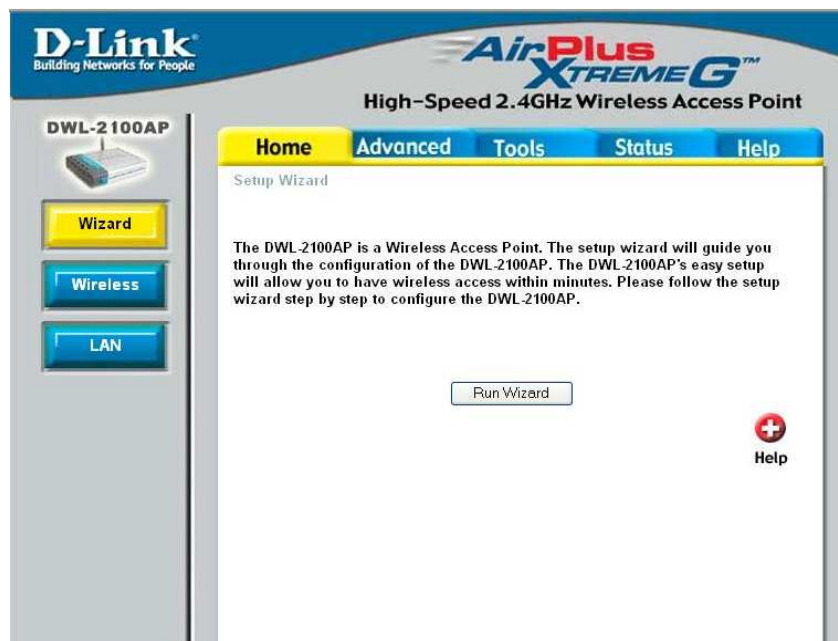 D-Link
Building Networks for People
AirPlus
XTREME G™
High-Speed 2.4GHz Wireless Access Point
DWL-2100AP
Home Advanced Tools Status Help
Setup Wizard
Wizard
Wireless
LAN
The DWL-2100AP is a Wireless Access Point. The setup wizard will guide you
through the configuration of the DWL-2100AP. The DWL-2100AP's easy setup
will allow you to have wireless access within minutes. Please follow the setup
wizard step by step to configure the DWL-2100AP.
Run Wizard
Help